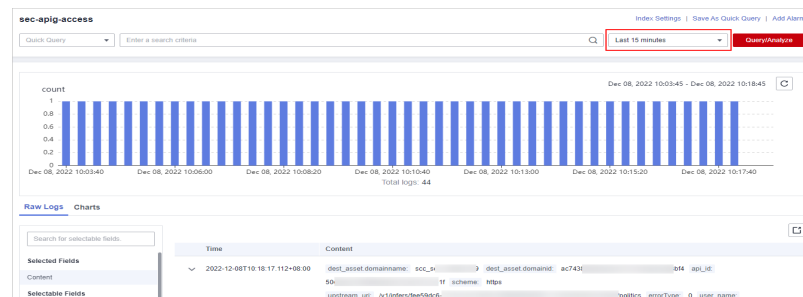 sec-apig-access
Index Settings | Save As Quick Query | Add Alarm
Quick Query Enter a search criteria Last 15 minutes Query/Analyze
Dec 08, 2022 10:03:45 - Dec 08, 2022 10:18:45
count
1
0.8
0.6
0.4
0.2
0
Dec 08, 2022 10:03:40 Dec 08, 2022 10:06:00 Dec 08, 2022 10:08:20 Dec 08, 2022 10:10:40 Dec 08, 2022 10:13:00 Dec 08, 2022 10:15:20 Dec 08, 2022 10:17:40
Total logs: 44
Raw Logs Charts
Search for selectable fields.
Time Content
Selected Fields
2022-12-08T10:18:17.112+08:00 dest_asset.domainname: scc_s 9 dest_asset.domainid: ac743 bf4 api_id:
Content
50 1f scheme: https
Selectable Fields
upstream_uri: /v1/infers/fee59dc6- /politics errorType: 0 user_name: